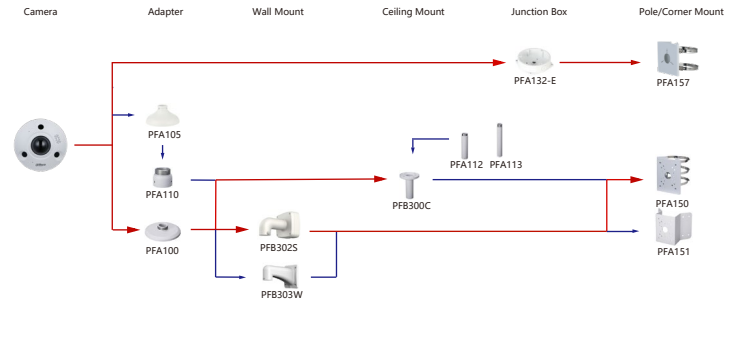 Camera
Adapter
Wall Mount
Ceiling Mount
Junction Box
Pole/Corner Mount
PFA132-E
PFA157
PFA105
PFA112
PFA113
PFA110
PFB300C
PFA150
PFA100
PFB302S
PFA151
PFB303W